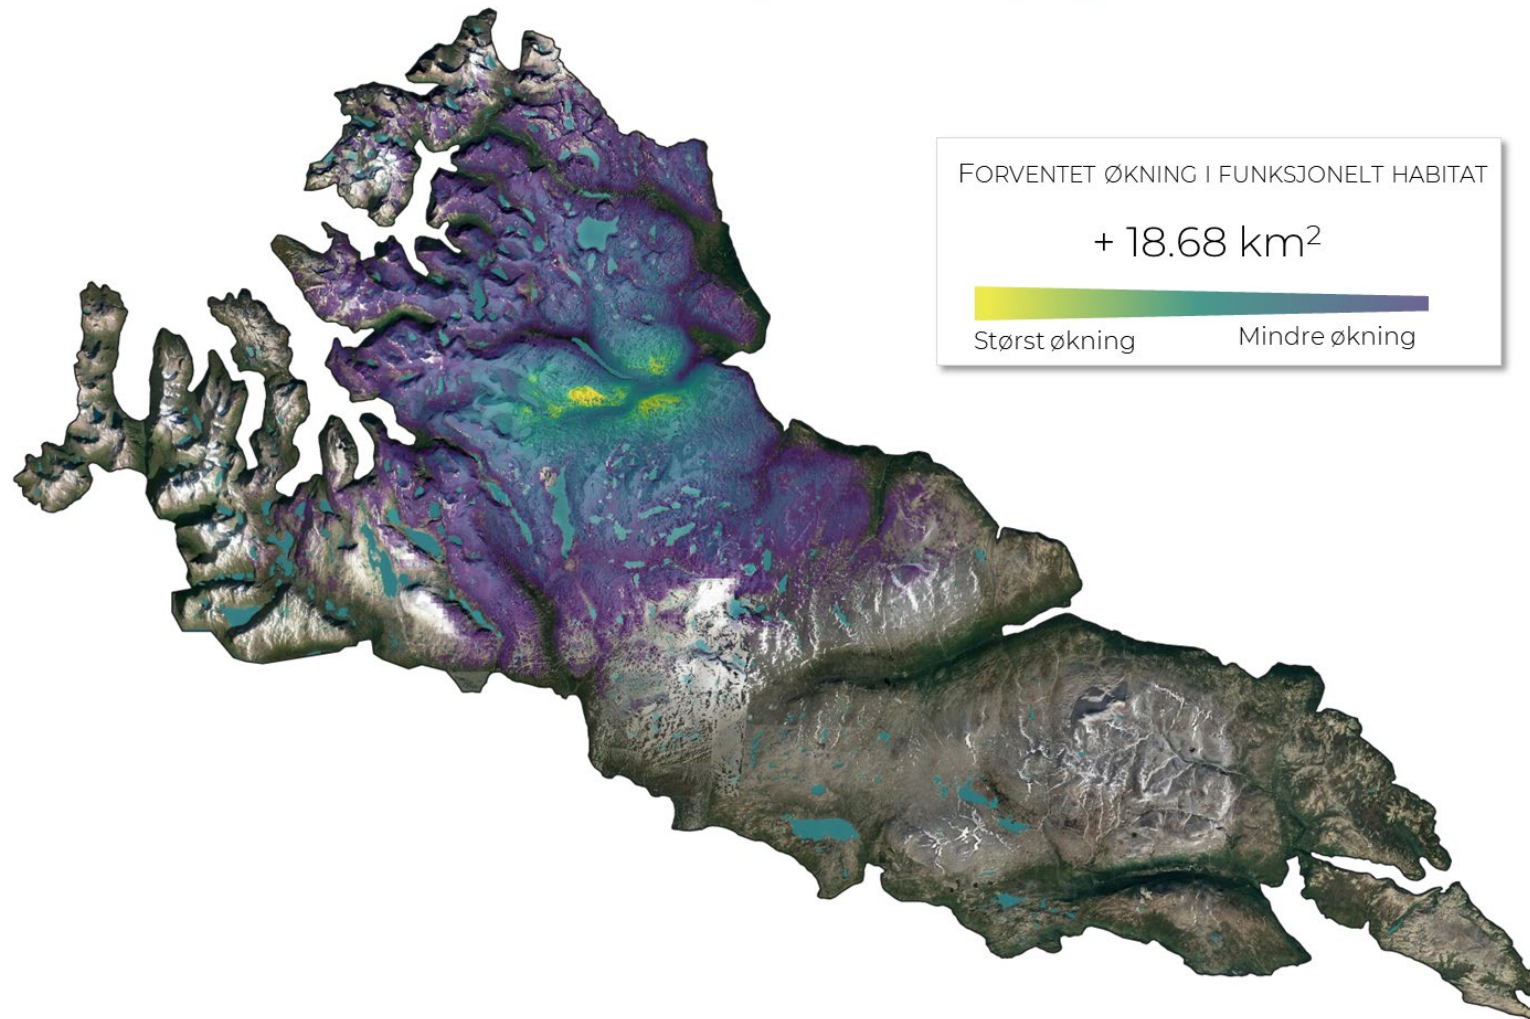 FORVENTET ØKNING I FUNKSJONELT HABITAT
+ 18.68 km²
Størst økning
Mindre økning